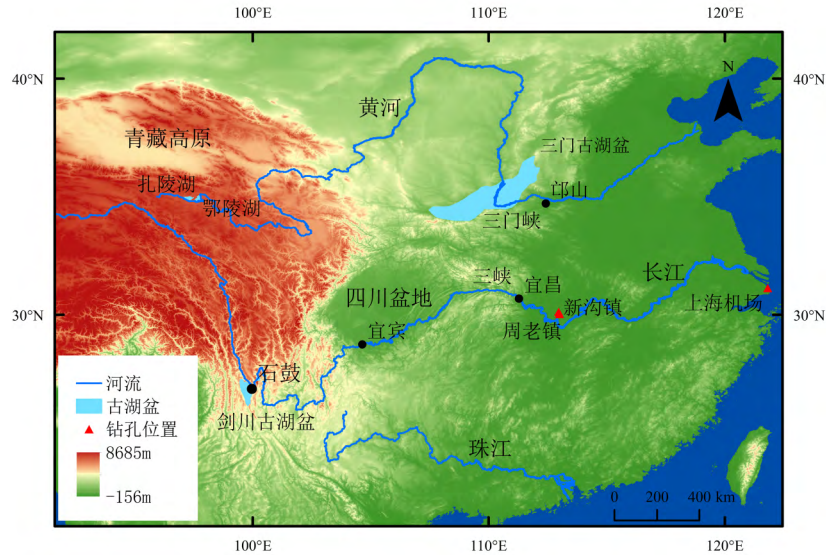 100°E
110°E
120°E
40°N
40°N
N
黄河
青藏高原
三门古湖盆
扎陵湖
鄂陵湖
邙山
三门峡
三峡
宜昌
长江
四川盆地
新沟镇
上海机场
30°N
30°N
宜宾
周老镇
石鼓
河流
古湖盆
钻孔位置
剑川古湖盆
珠江
8685m
-156m
0 200 400 km
100°E
110°E
120°E